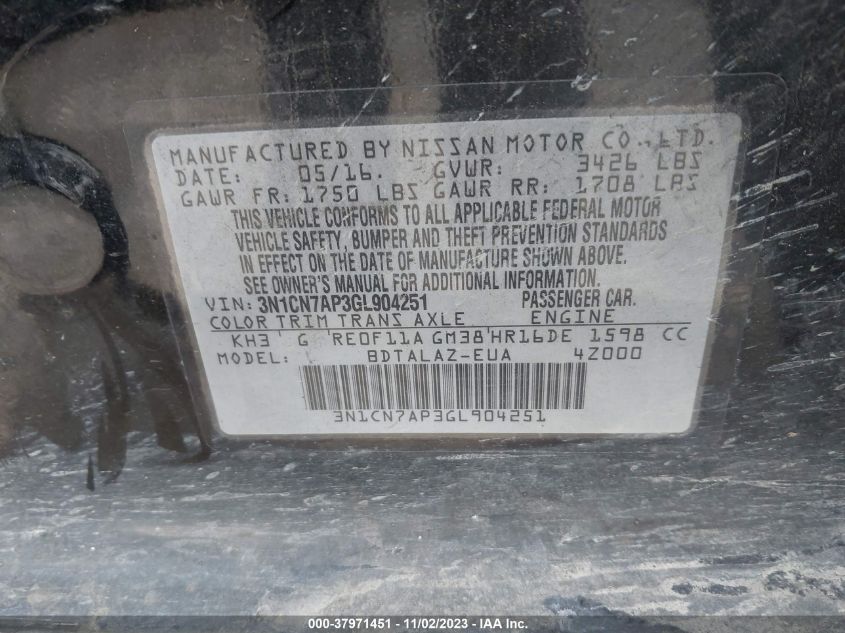 MANUFACTURED BY NISSAN MOTOR CO., LTD.
DATE: 05/16. GVWR: 3426 LBS
GAWR FR: 1750 LBS GAWR RR: 1708 LBS
THIS VEHICLE CONFORMS TO ALL APPLICABLE FEDERAL MOTOR
VEHICLE SAFETY, BUMPER AND THEFT PREVENTION STANDARDS
IN EFFECT ON THE DATE OF MANUFACTURE SHOWN ABOVE.
SEE OWNER'S MANUAL FOR ADDITIONAL INFORMATION.
VIN: 3N1CN7AP3GL904251 PASSENGER CAR.
COLOR TRIM TRANS AXLE ENGINE
KH3 G RE0F11A GM38 HR16DE 1598 CC
MODEL: BDTALAZ-EUA 4Z000
3N1CN7AP3GL904251
000-37971451 - 11/02/2023 - IAA Inc.